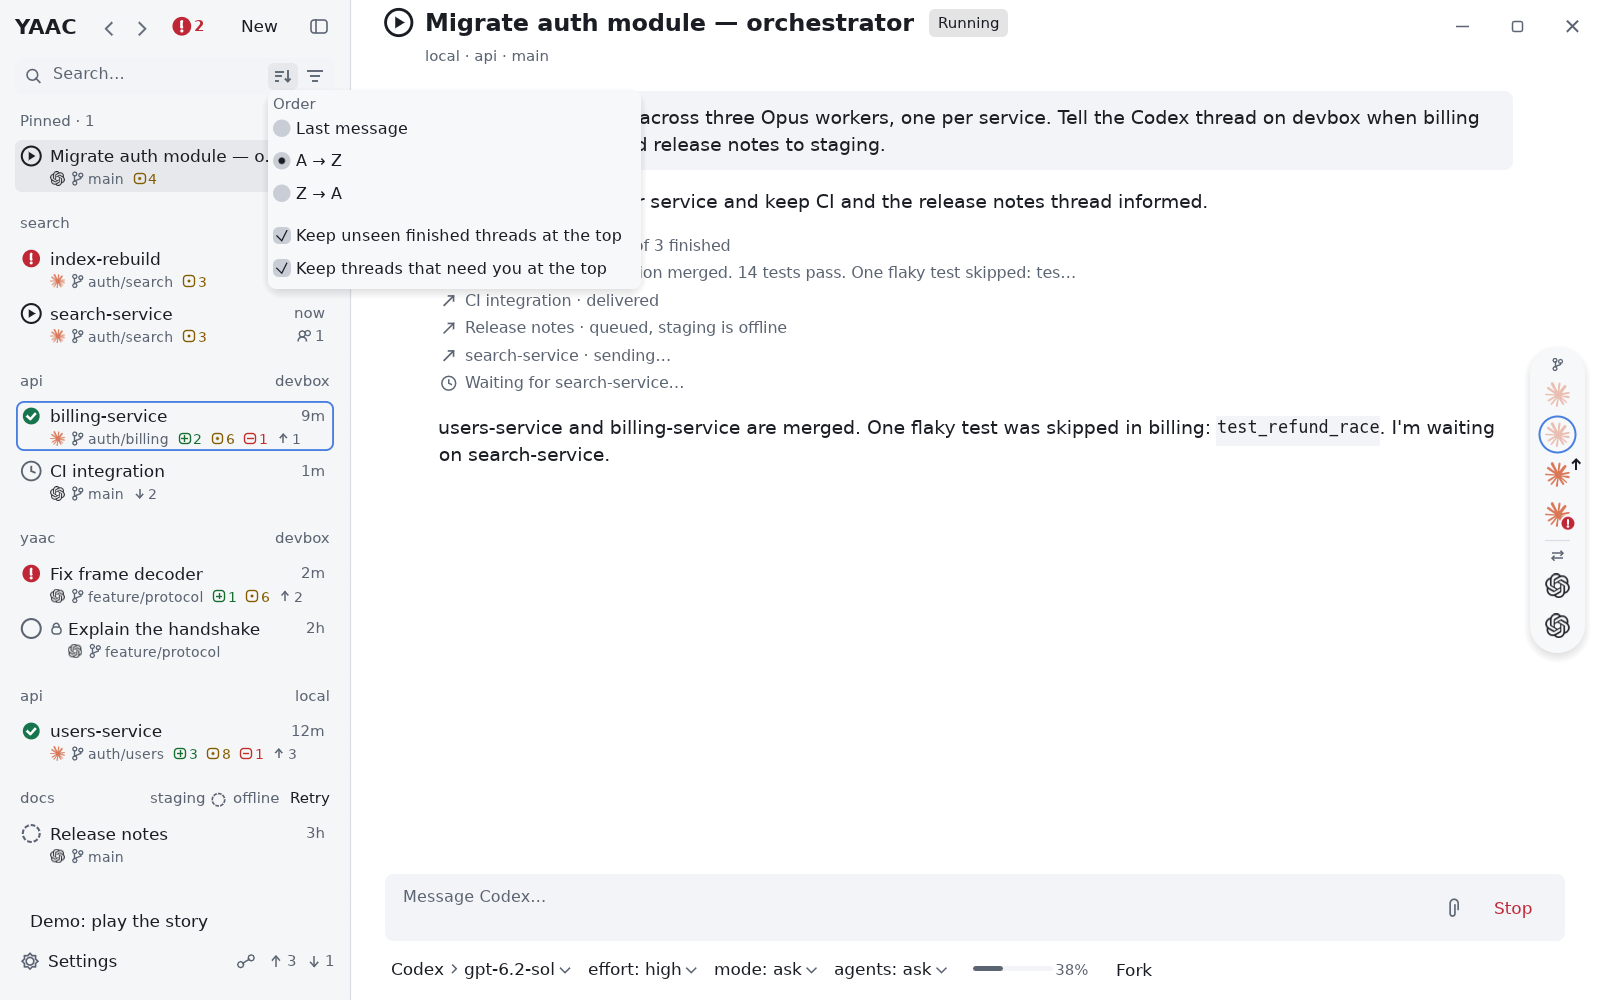 YAAC
2
New
Search...
Order
Last message
A → Z
Z → A
Keep unseen finished threads at the top
Keep threads that need you at the top
Pinned · 1
Migrate auth module — o...
main 4
search
index-rebuild
auth/search 3
search-service now
auth/search 3 1
api devbox
billing-service 9m
auth/billing 2 6 1 1
CI integration 1m
main 2
yaac devbox
Fix frame decoder 2m
feature/protocol 1 6 2
Explain the handshake 2h
feature/protocol
api local
users-service 12m
auth/users 3 8 1 3
docs staging offline Retry
Release notes 3h
main
Demo: play the story
Settings 3 1
Migrate auth module — orchestrator Running
local · api · main
across three Opus workers, one per service. Tell the Codex thread on devbox when billing
release notes to staging.
service and keep CI and the release notes thread informed.
of 3 finished
merged. 14 tests pass. One flaky test skipped: tes...
CI integration · delivered
Release notes · queued, staging is offline
search-service · sending...
Waiting for search-service...
users-service and billing-service are merged. One flaky test was skipped in billing: test_refund_race. I'm waiting
on search-service.
Message Codex...
Stop
Codex gpt-6.2-sol effort: high mode: ask agents: ask 38% Fork